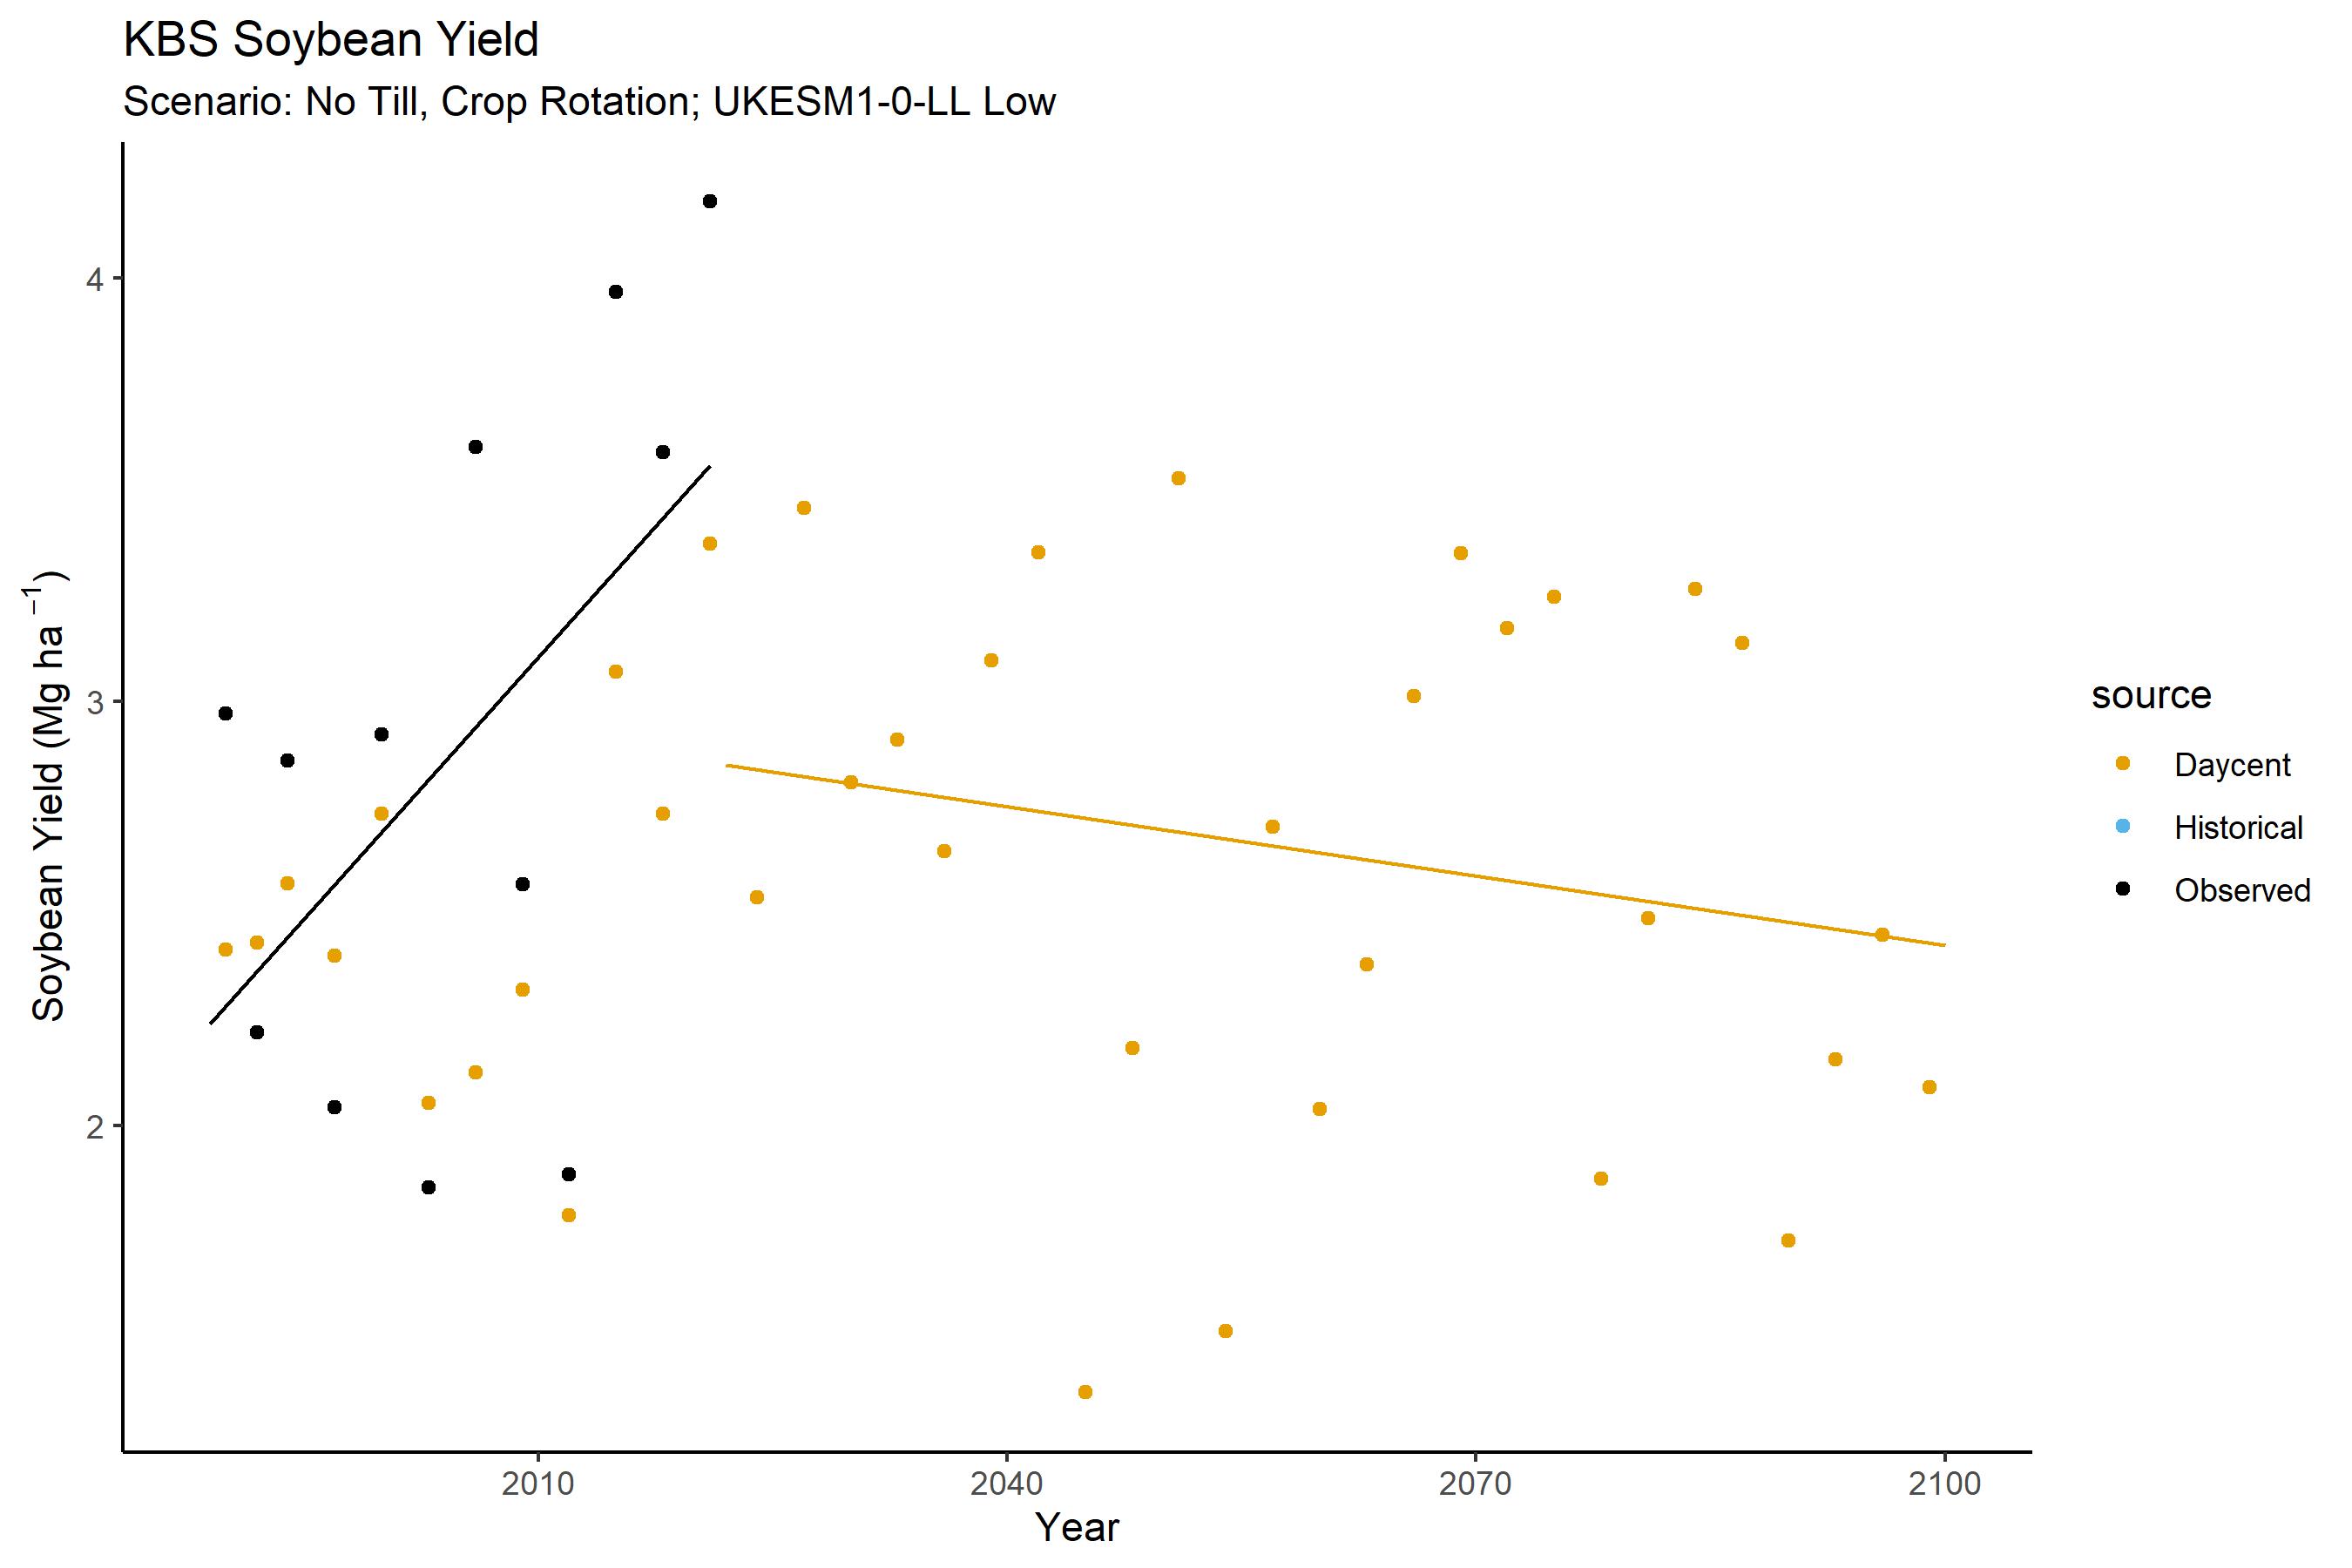 KBS Soybean Yield
Scenario: No Till, Crop Rotation; UKESM1-0-LL Low
Soybean Yield (Mg ha −1)
4
3
2
2010
2040
2070
2100
Year
source
Daycent
Historical
Observed